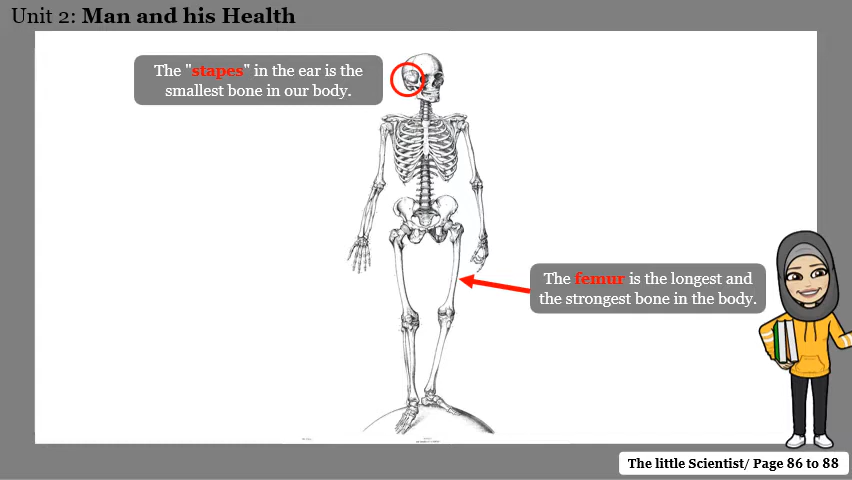 Unit 2: Man and his Health
The "stapes" in the ear is the
smallest bone in our body.
The femur is the longest and
the strongest bone in the body.
The little Scientist/ Page 86 to 88